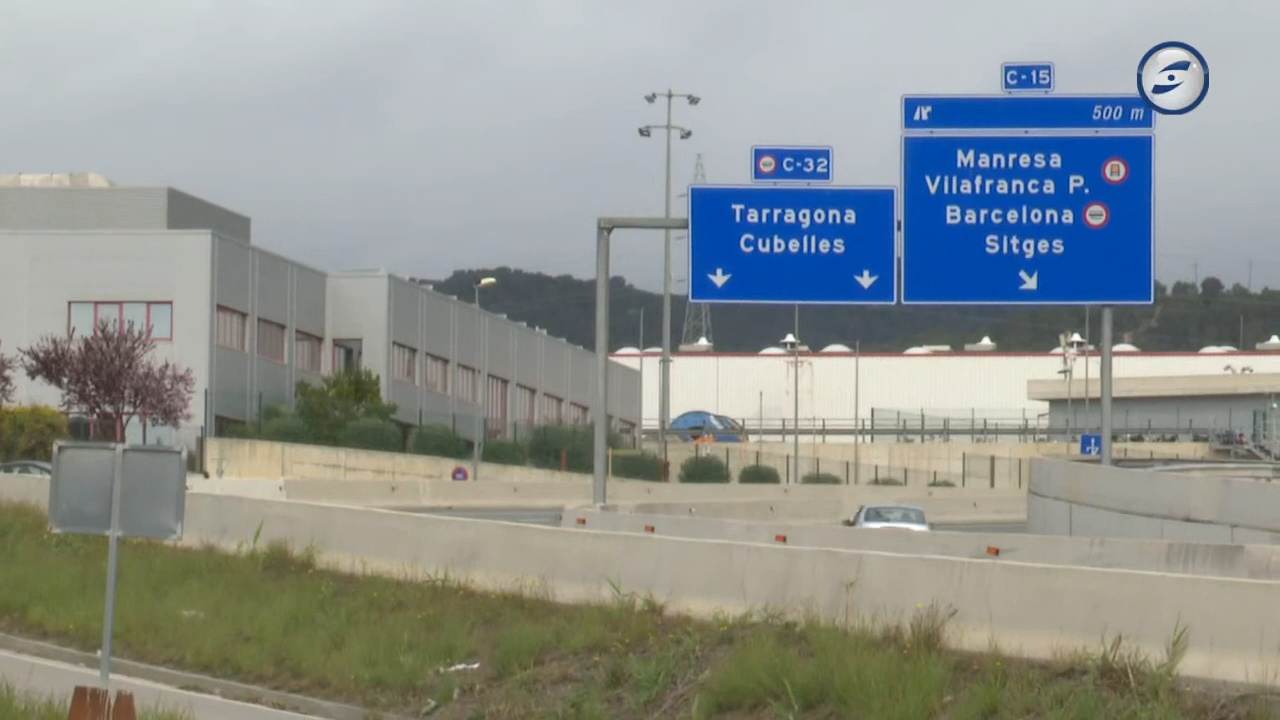 C-32
Tarragona
Cubelles
C-15
500 m
Manresa
Vilafranca P.
Barcelona
Sitges